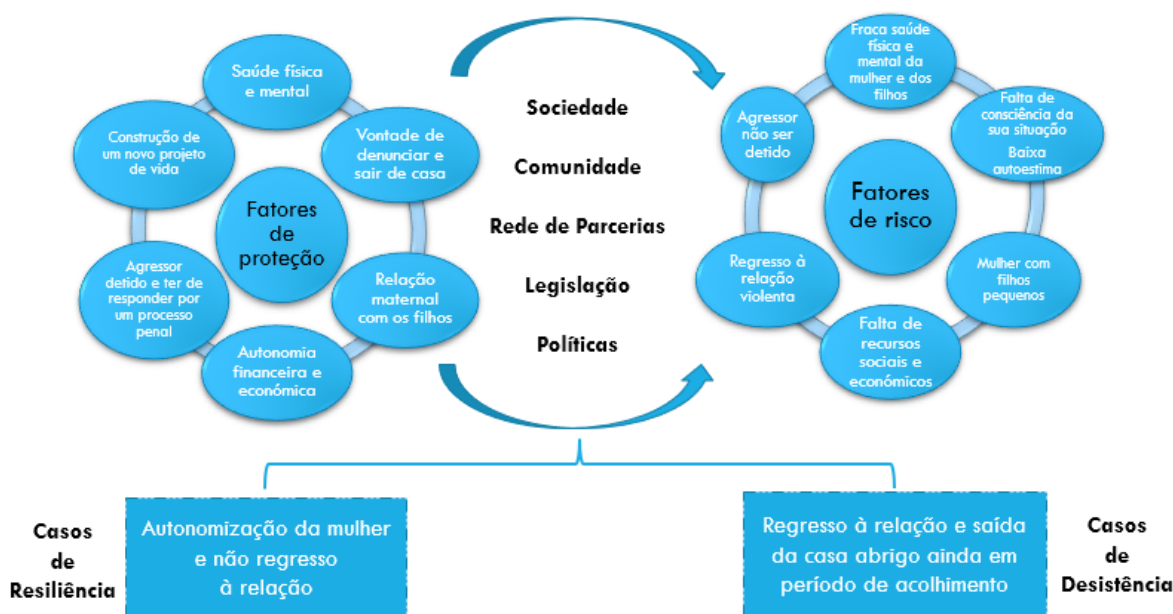 Saúde física
e mental
Vontade de
denunciar e
sair de casa
Relação
maternal
com os filhos
Autonomia
financeira e
económica
Agressor
detido e ter de
responder por
um processo
penal
Construção de
um novo projeto
de vida
Fatores
de
proteção
Sociedade
Comunidade
Rede de Parcerias
Legislação
Políticas
Fraca saúde
física e
mental da
mulher e dos
filhos
Falta de
consciência da
sua situação
Baixa
autoestima
Mulher com
filhos
pequenos
Falta de
recursos
sociais e
económicos
Regresso à
relação
violenta
Agressor
não ser
detido
Fatores
de risco
Casos
de
Resiliência
Autonomização da mulher
e não regresso
à relação
Regresso à relação e saída
da casa abrigo ainda em
período de acolhimento
Casos
de
Desistência